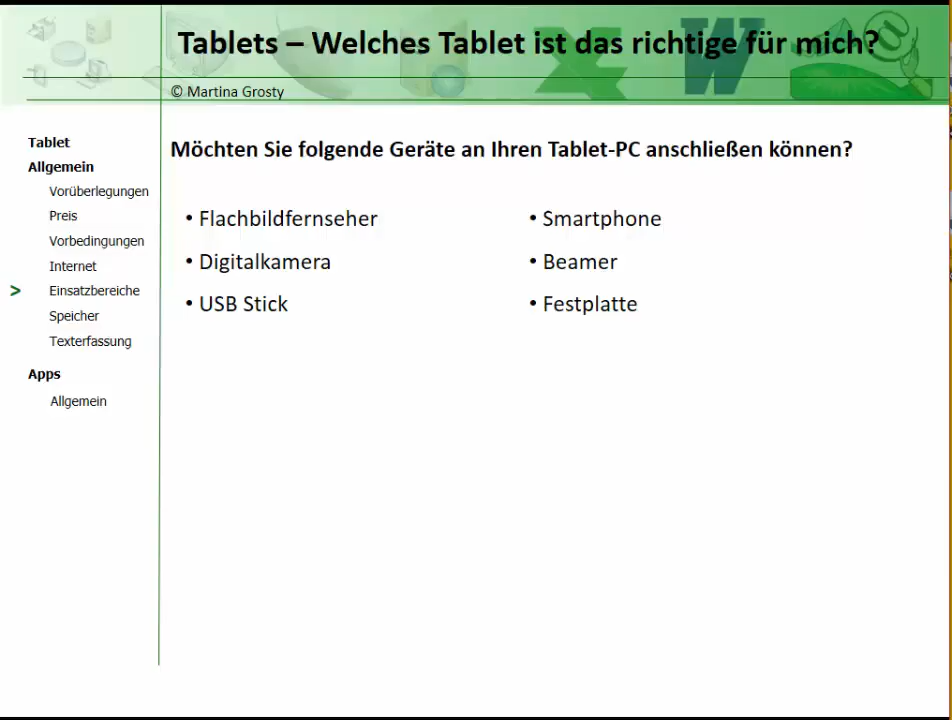 Tablets – Welches Tablet ist das richtige für mich?
© Martina Grosty
Tablet
Allgemein
Vorüberlegungen
Preis
Vorbedingungen
Internet
> Einsatzbereiche
Speicher
Texterfassung
Apps
Allgemein
Möchten Sie folgende Geräte an Ihren Tablet-PC anschließen können?
• Flachbildfernseher
• Digitalkamera
• USB Stick
• Smartphone
• Beamer
• Festplatte